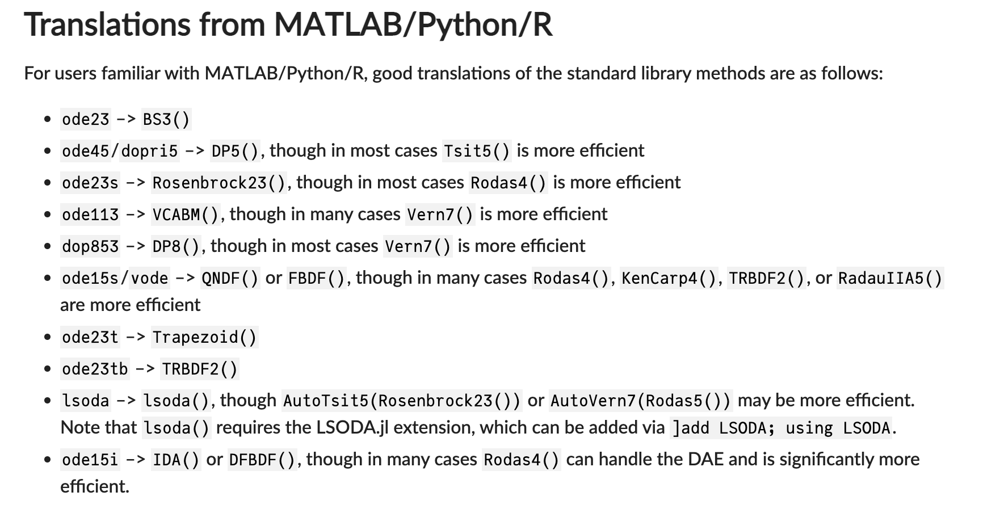 Translations from MATLAB/Python/R
For users familiar with MATLAB/Python/R, good translations of the standard library methods are as follows:
• ode23 –> BS3()
• ode45/dopri5 –> DP5(), though in most cases Tsit5() is more efficient
• ode23s –> Rosenbrock23(), though in most cases Rodas4() is more efficient
• ode113 –> VCABM(), though in many cases Vern7() is more efficient
• dop853 –> DP8(), though in most cases Vern7() is more efficient
• ode15s/vode –> QNDF() or FBDF(), though in many cases Rodas4(), KenCarp4(), TRBDF2(), or RadauIIA5()
are more efficient
• ode23t –> Trapezoid()
• ode23tb –> TRBDF2()
• lsoda –> lsoda(), though AutoTsit5(Rosenbrock23()) or AutoVern7(Rodas5()) may be more efficient.
Note that lsoda() requires the LSODA.jl extension, which can be added via ]add LSODA; using LSODA.
• ode15i –> IDA() or DFBDF(), though in many cases Rodas4() can handle the DAE and is significantly more
efficient.